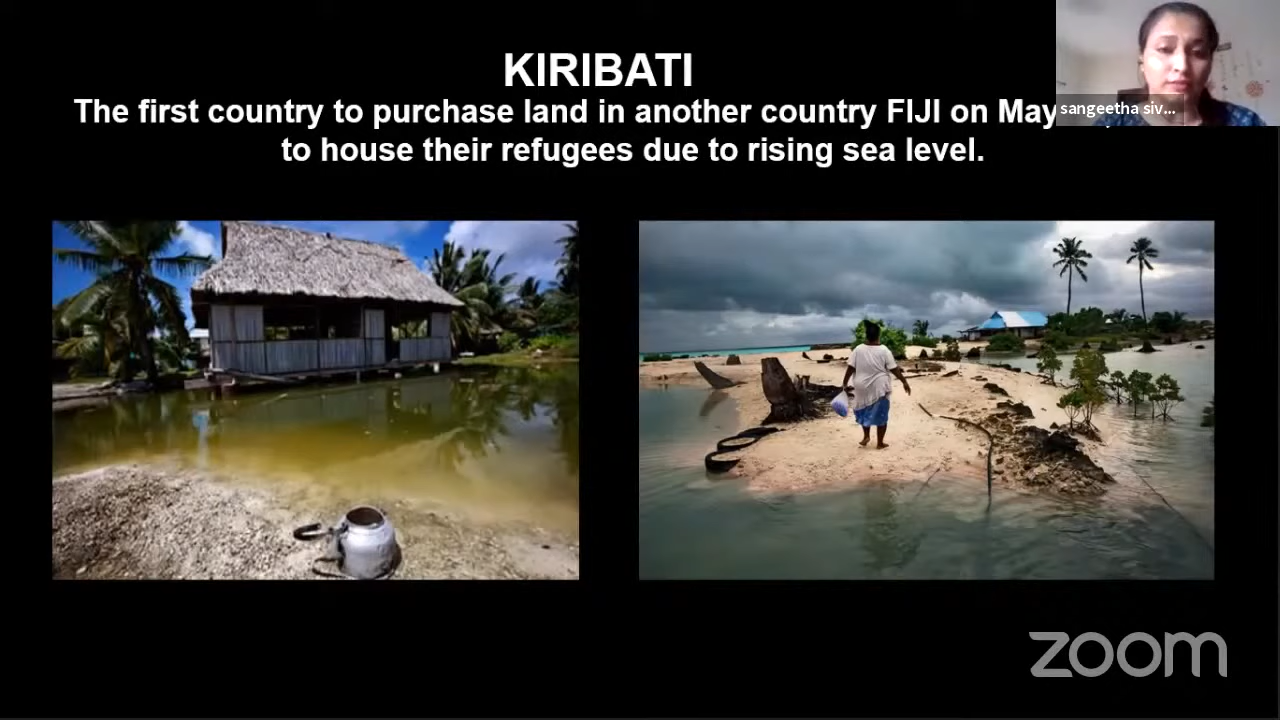 KIRIBATI
The first country to purchase land in another country FIJI on May
to house their refugees due to rising sea level.
sangeetha siv...
zoom